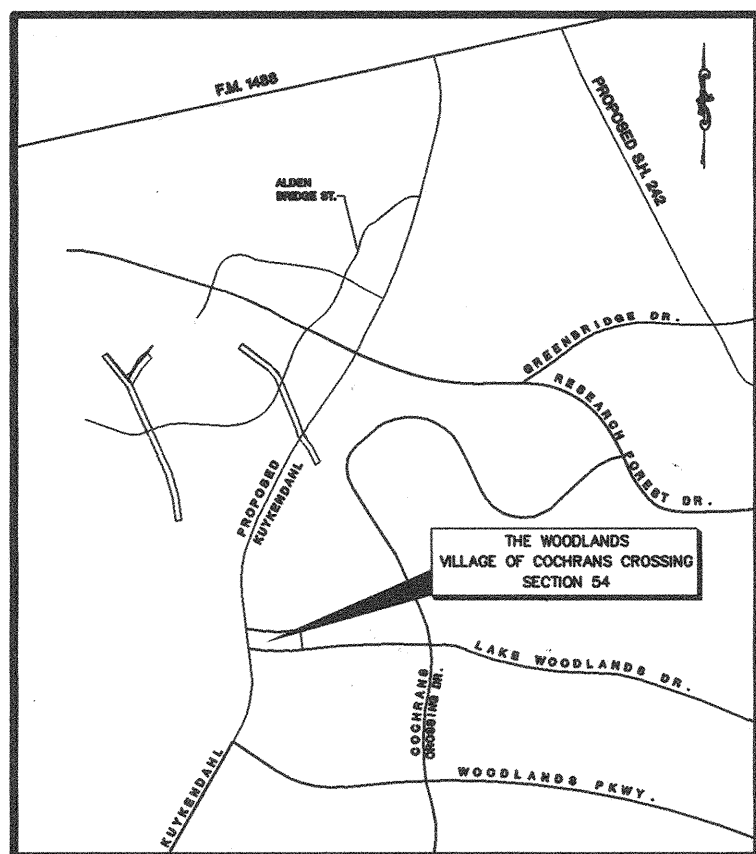 F.M. 1488
PROPOSED S.H. 242
ALDEN
BRIDGE ST.
GREENBRIDGE DR.
RESEARCH FOREST DR.
PROPOSED
KUYKENDAHL
THE WOODLANDS
VILLAGE OF COCHRANS CROSSING
SECTION 54
LAKE WOODLANDS DR.
COCHRANS
CROSSING DR.
KUYKENDAHL
WOODLANDS PKWY.